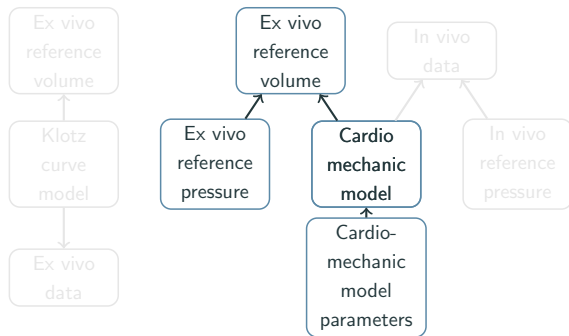 Ex vivo
reference
volume
Ex vivo
reference
volume
In vivo
data
Klotz
curve
model
Ex vivo
reference
pressure
Cardio
mechanic
model
In vivo
reference
pressure
Ex vivo
data
Cardio-
mechanic
model
parameters